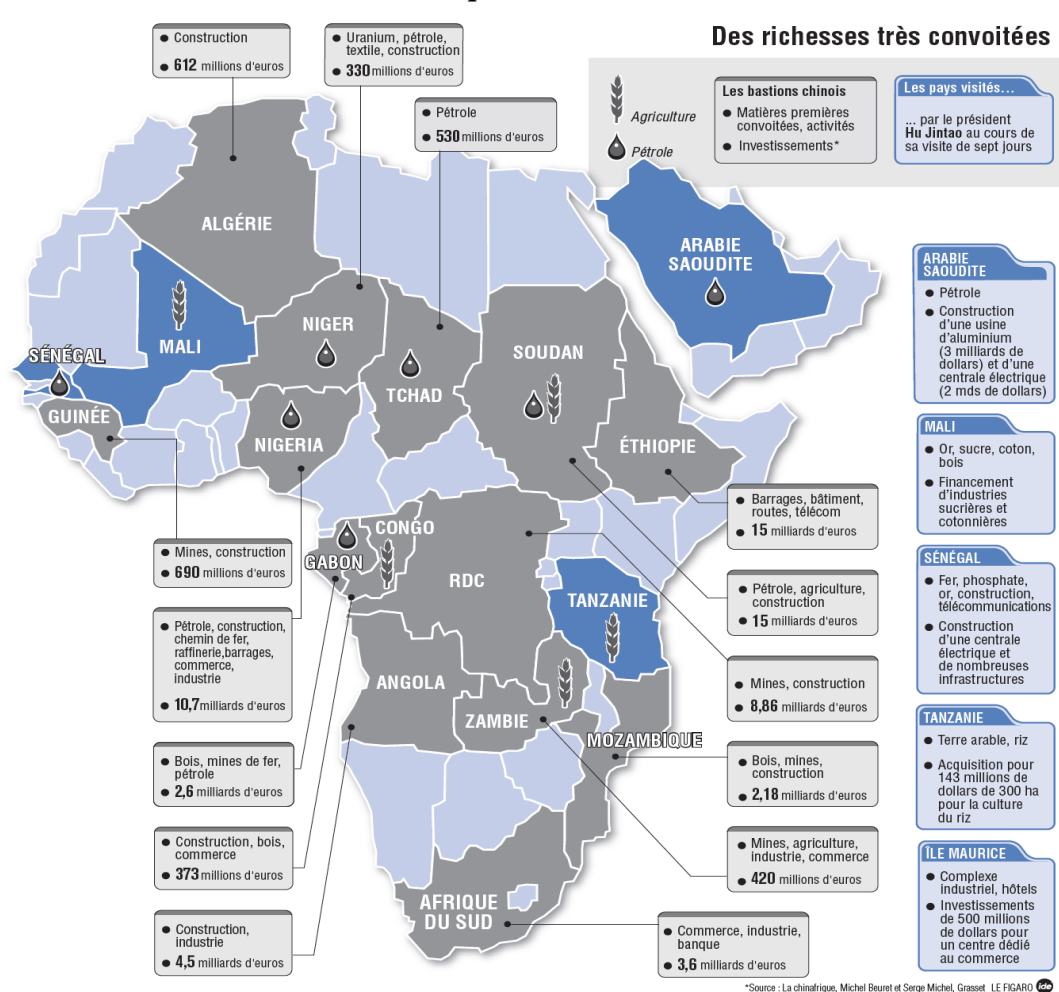 Des richesses très convoitées
Agriculture
Pétrole
Les bastions chinois
● Matières premières
convoitées, activités
● Investissements*
Les pays visités...
... par le président
Hu Jintao au cours de
sa visite de sept jours
● Construction
● 612 millions d'euros
● Uranium, pétrole,
textile, construction
● 330 millions d'euros
● Pétrole
● 530 millions d'euros
ALGÉRIE
MALI
NIGER
TCHAD
SOUDAN
ARABIE
SAOUDITE
SÉNÉGAL
GUINÉE
NIGERIA
ÉTHIOPIE
CONGO
GABON
RDC
TANZANIE
ANGOLA
ZAMBIE
MOZAMBIQUE
AFRIQUE
DU SUD
● Mines, construction
● 690 millions d'euros
● Pétrole, construction,
chemin de fer,
raffinerie,barrages,
commerce,
industrie
● 10,7milliards d'euros
● Bois, mines de fer,
pétrole
● 2,6 milliards d'euros
● Construction, bois,
commerce
● 373 millions d'euros
● Construction,
industrie
● 4,5 milliards d'euros
● Barrages, bâtiment,
routes, télécom
● 15 milliards d'euros
● Pétrole, agriculture,
construction
● 15 milliards d'euros
● Mines, construction
● 8,86 milliards d'euros
● Bois, mines,
construction
● 2,18 milliards d'euros
● Mines, agriculture,
industrie, commerce
● 420 millions d'euros
● Commerce, industrie,
banque
● 3,6 milliards d'euros
ARABIE
SAOUDITE
● Pétrole
● Construction
d'une usine
d'aluminium
(3 milliards de
dollars) et d'une
centrale électrique
(2 mds de dollars)
MALI
● Or, sucre, coton,
bois
● Financement
d'industries
sucrières et
cotonnières
SÉNÉGAL
● Fer, phosphate,
or, construction,
télécommunications
● Construction
d'une centrale
électrique et
de nombreuses
infrastructures
TANZANIE
● Terre arable, riz
● Acquisition pour
143 millions de
dollars de 300 ha
pour la culture
du riz
ÎLE MAURICE
● Complexe
industriel, hôtels
● Investissements
de 500 millions
de dollars pour
un centre dédié
au commerce
*Source : La chinafrique, Michel Beuret et Serge Michel, Grasset LE FIGARO ide